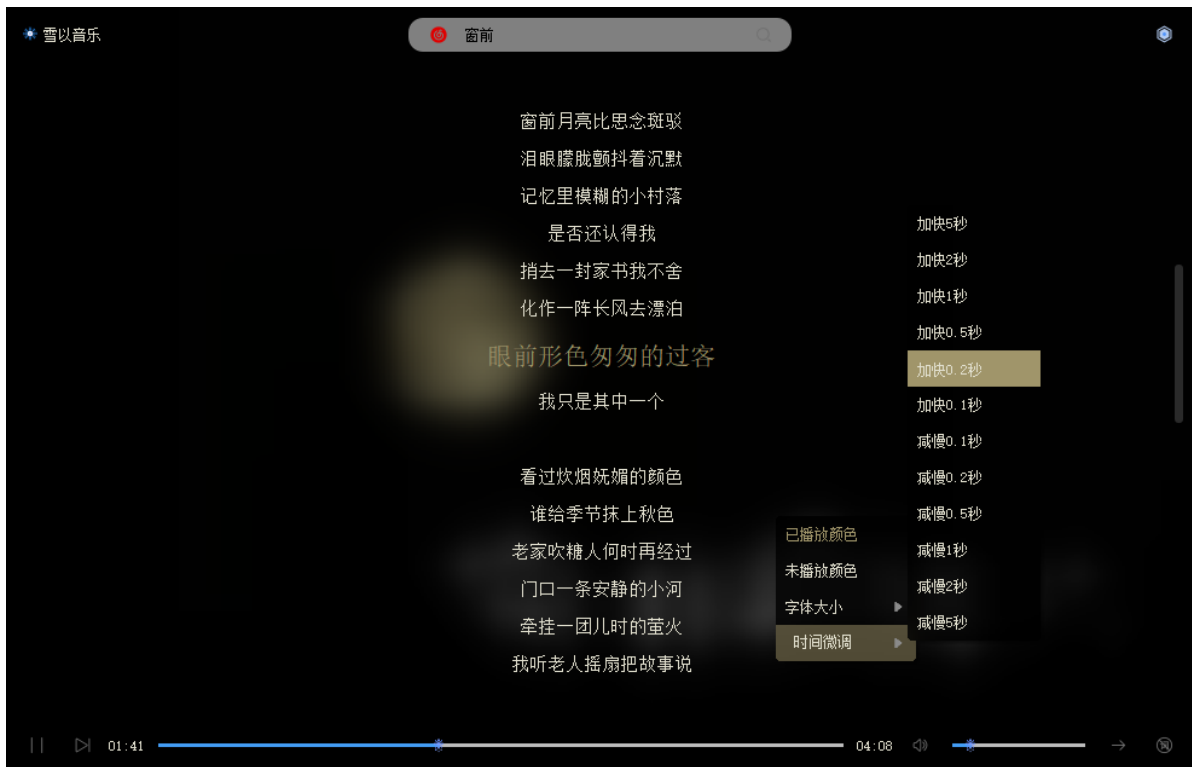 雪以音乐
窗前
窗前月亮比思念斑驳
泪眼朦胧颤抖着沉默
记忆里模糊的小村落
是否还认得我
捎去一封家书我不舍
化作一阵长风去漂泊
眼前形色匆匆的过客
我只是其中一个
看过炊烟妩媚的颜色
谁给季节抹上秋色
老家吹糖人何时再经过
门口一条安静的小河
牵挂一团儿时的萤火
我听老人摇扇把故事说
已播放颜色
未播放颜色
字体大小
时间微调
加快5秒
加快2秒
加快1秒
加快0.5秒
加快0.2秒
加快0.1秒
减慢0.1秒
减慢0.2秒
减慢0.5秒
减慢1秒
减慢2秒
减慢5秒
01:41
04:08